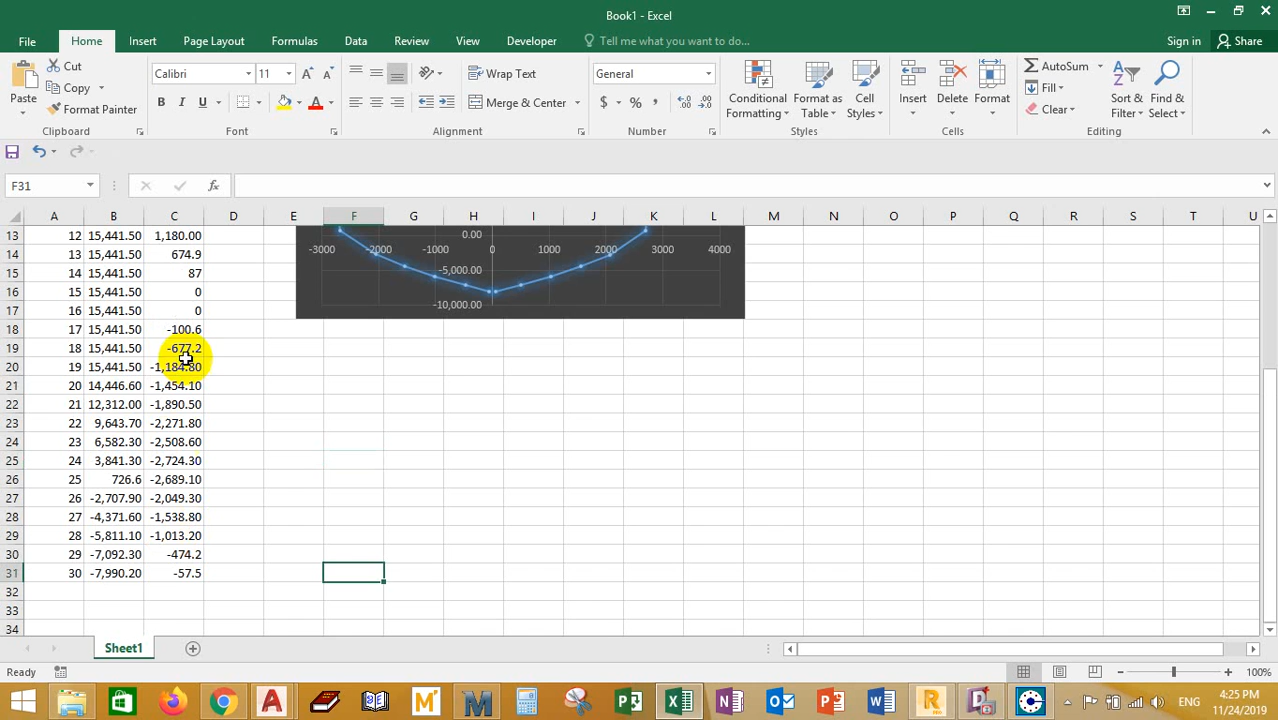 Book1 - Excel
File Home Insert Page Layout Formulas Data Review View Developer Tell me what you want to do... Sign in Share
Paste Cut Copy Format Painter
Calibri 11
B I U A
Wrap Text
Merge & Center
General
$ % ,
Conditional Formatting Format as Table Cell Styles
Insert Delete Format
AutoSum
Fill
Clear
Sort & Filter Find & Select
Clipboard Font Alignment Number Styles Cells Editing
F31 fx
A B C D E F G H I J K L M N O P Q R S T U
13 12 15,441.50 1,180.00
14 13 15,441.50 674.9
15 14 15,441.50 87
16 15 15,441.50 0
17 16 15,441.50 0
18 17 15,441.50 -100.6
19 18 15,441.50 -677.2
20 19 15,441.50 -1,184.80
21 20 14,446.60 -1,454.10
22 21 12,312.00 -1,890.50
23 22 9,643.70 -2,271.80
24 23 6,582.30 -2,508.60
25 24 3,841.30 -2,724.30
26 25 726.6 -2,689.10
27 26 -2,707.90 -2,049.30
28 27 -4,371.60 -1,538.80
29 28 -5,811.10 -1,013.20
30 29 -7,092.30 -474.2
31 30 -7,990.20 -57.5
32
33
34
0.00
-3000 -2000 -1000 0 1000 2000 3000 4000
-5,000.00
-10,000.00
Sheet1
Ready 100%
ENG 4:25 PM
11/24/2019